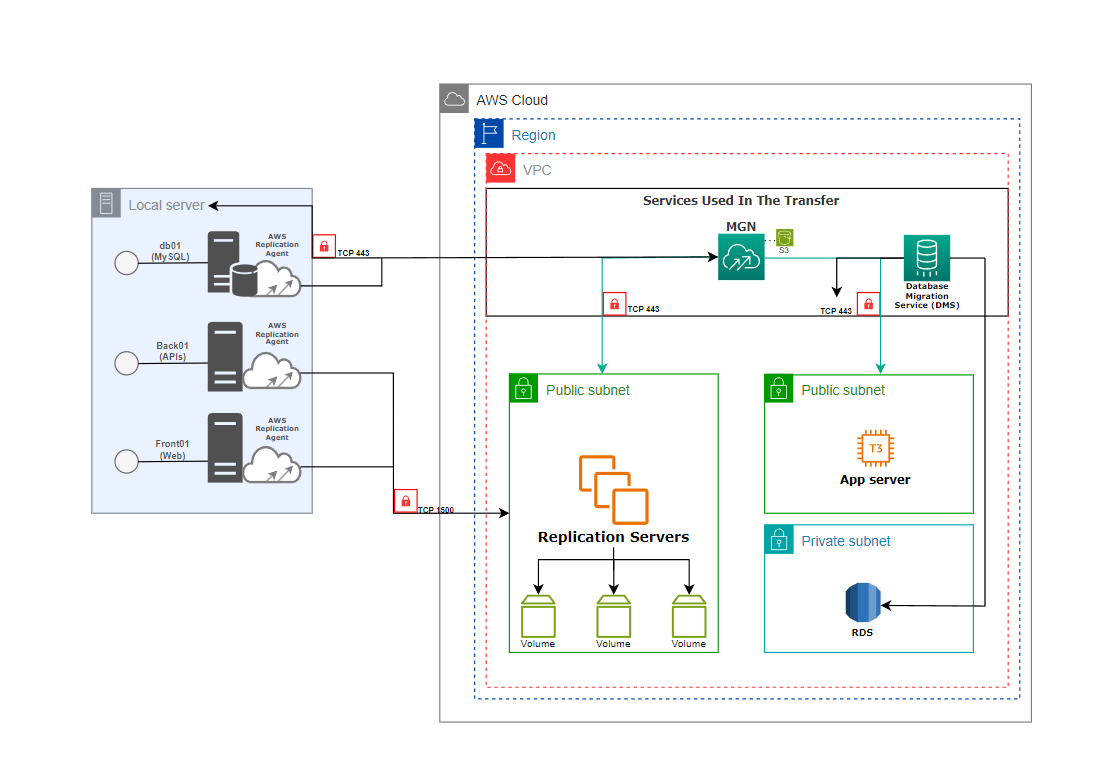 AWS Cloud
Region
VPC
Services Used In The Transfer
MGN
S3
Database
Migration
Service (DMS)
TCP 443
TCP 443
TCP 443
Local server
db01
(MySQL)
AWS
Replication
Agent
Back01
(APIs)
AWS
Replication
Agent
Front01
(Web)
AWS
Replication
Agent
TCP 1500
Public subnet
Replication Servers
Volume
Volume
Volume
Public subnet
T3
App server
Private subnet
RDS